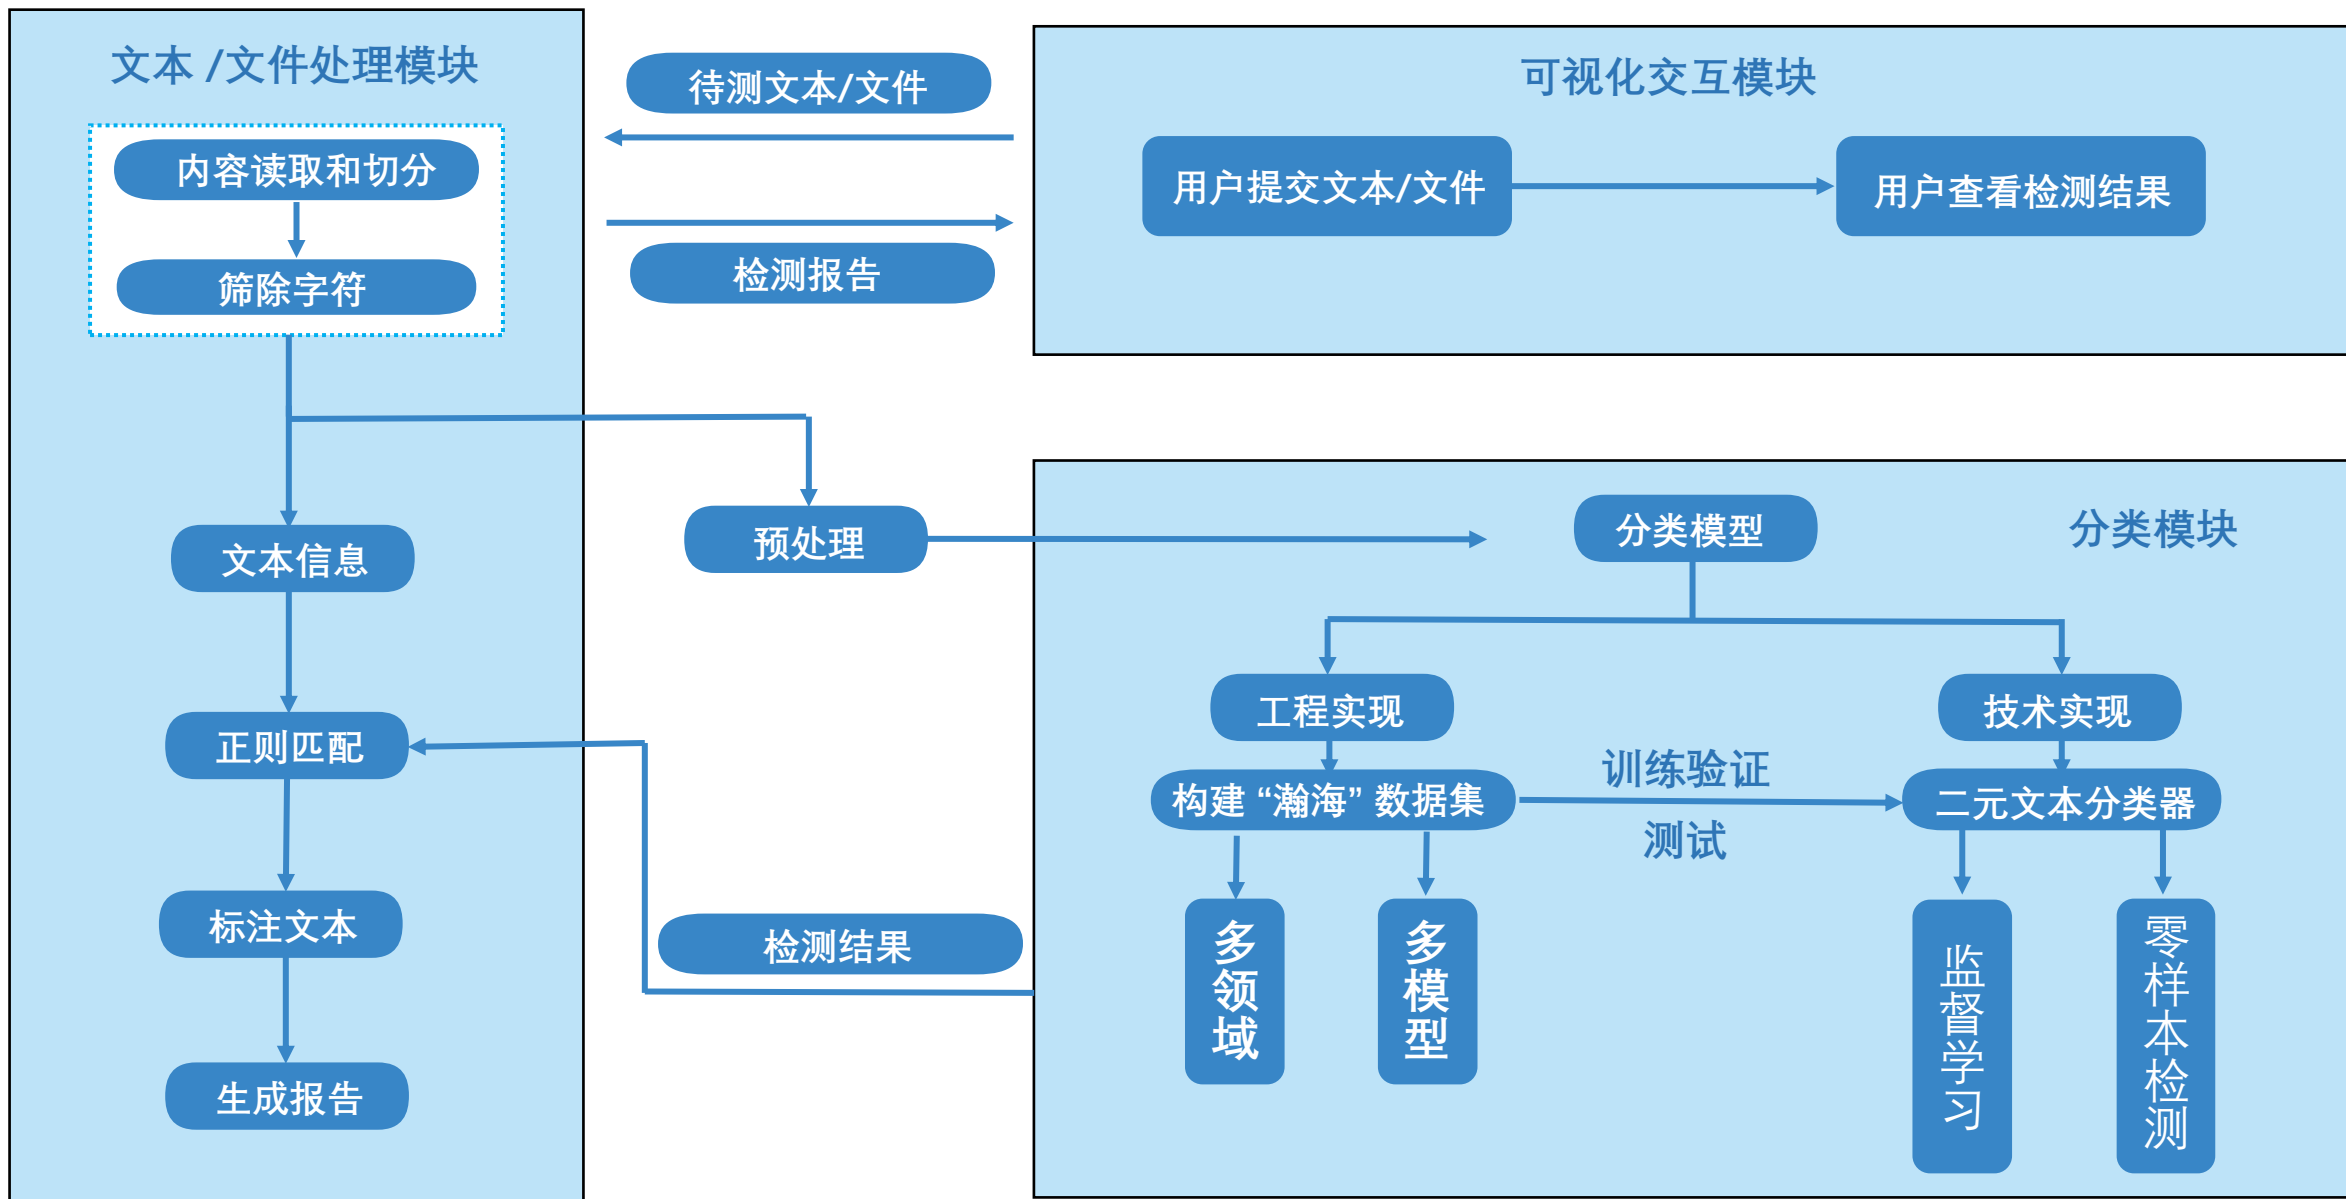 文本 /文件处理模块
内容读取和切分
筛除字符
文本信息
正则匹配
标注文本
生成报告
待测文本/文件
检测报告
预处理
检测结果
可视化交互模块
用户提交文本/文件
用户查看检测结果
分类模块
分类模型
工程实现
技术实现
构建 “瀚海” 数据集
训练验证
测试
二元文本分类器
多领域
多模型
监督学习
零样本检测